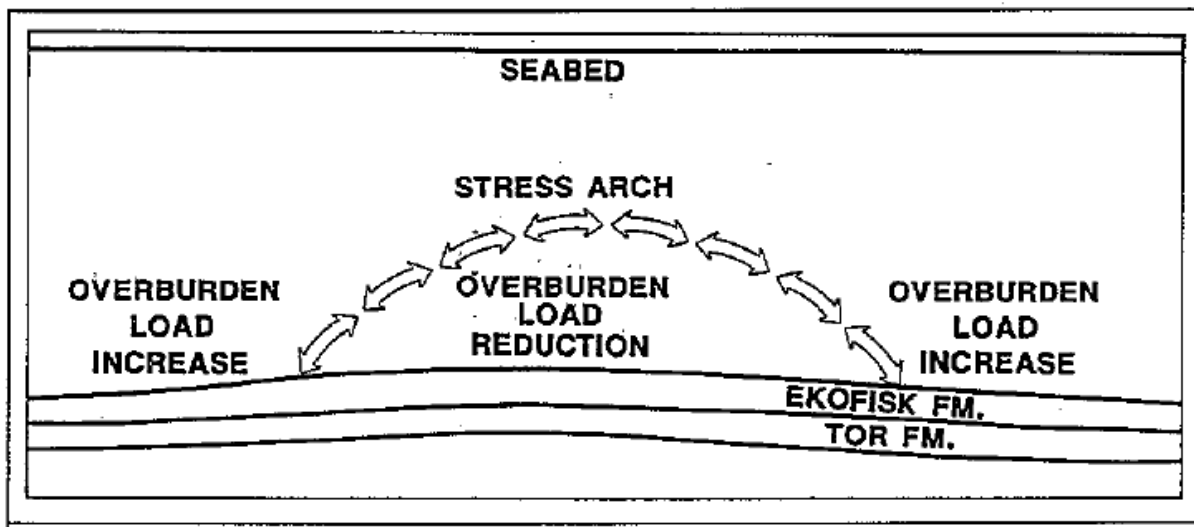 SEABED
STRESS ARCH
OVERBURDEN
LOAD
INCREASE
OVERBURDEN
LOAD
REDUCTION
OVERBURDEN
LOAD
INCREASE
EKOFISK FM.
TOR FM.